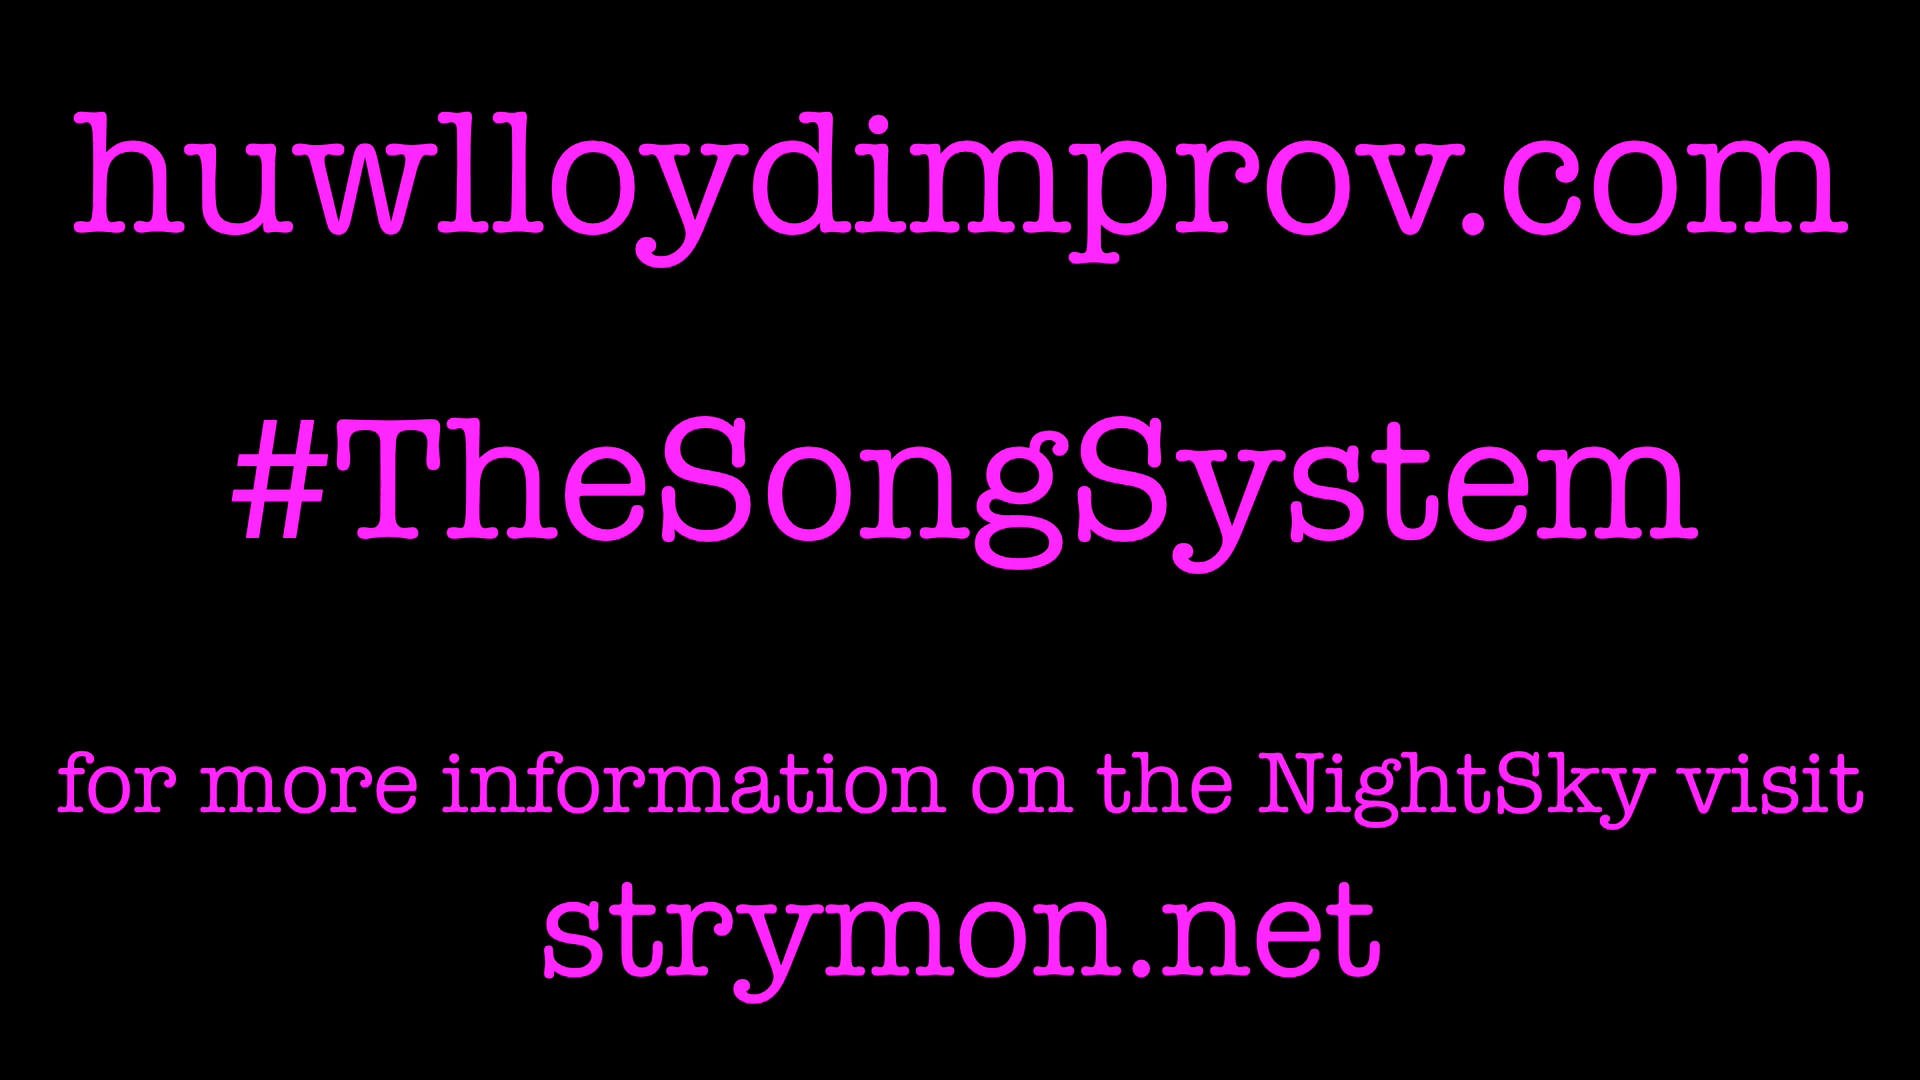 huwlloydimprov.com
#TheSongSystem
for more information on the NightSky visit
strymon.net